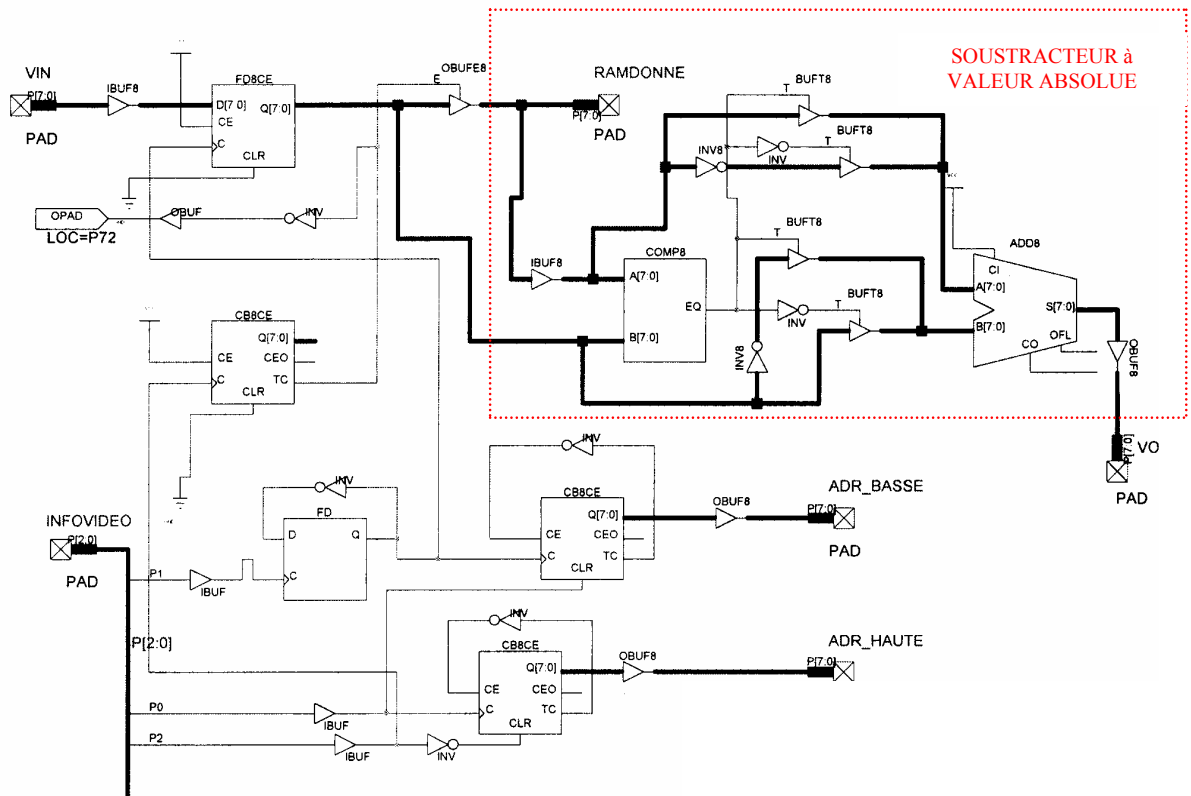 SOUSTRACTEUR à
VALEUR ABSOLUE
VIN
P[7:0]
PAD
IBUF8
FD8CE
D[7:0]
Q[7:0]
CE
C
CLR
OBUFE8
E
RAMDONNE
P[7:0]
PAD
BUFT8
T
BUFT8
T
INV8
INV
OPAD
LOC=P72
OBUF
INV
IBUF8
COMP8
A[7:0]
EQ
B[7:0]
BUFT8
T
BUFT8
T
INV
INV8
ADD8
CI
A[7:0]
S[7:0]
B[7:0]
OFL
CO
OBUF8
P[7:0]
VO
PAD
CB8CE
Q[7:0]
CE
CEO
C
TC
CLR
INV
CB8CE
Q[7:0]
CE
CEO
C
TC
CLR
OBUF8
ADR_BASSE
P[7:0]
PAD
INFOVIDEO
P[2:0]
PAD
INV
FD
D
Q
C
P1
IBUF
P[2:0]
INV
CB8CE
Q[7:0]
CE
CEO
C
TC
CLR
OBUF8
ADR_HAUTE
P[7:0]
PAD
P0
IBUF
P2
IBUF
INV